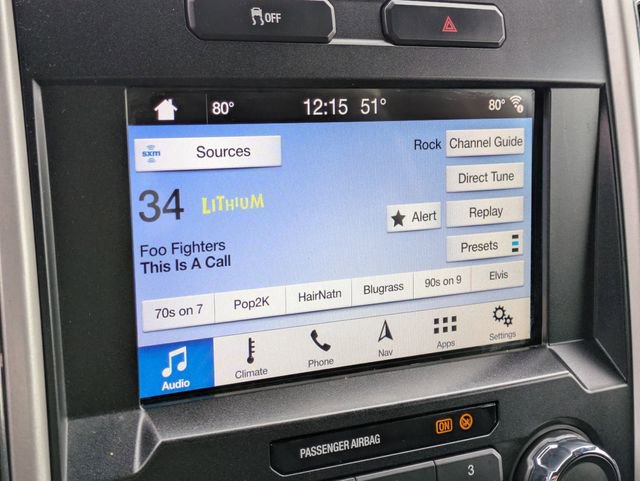 OFF
80° 12:15 51° 80°
sxm Sources
Rock Channel Guide
Direct Tune
34 LITHIUM
Alert Replay
Foo Fighters
This Is A Call
Presets
70s on 7 Pop2K HairNatn Blugrass 90s on 9 Elvis
Audio Climate Phone Nav Apps Settings
PASSENGER AIRBAG ON
3